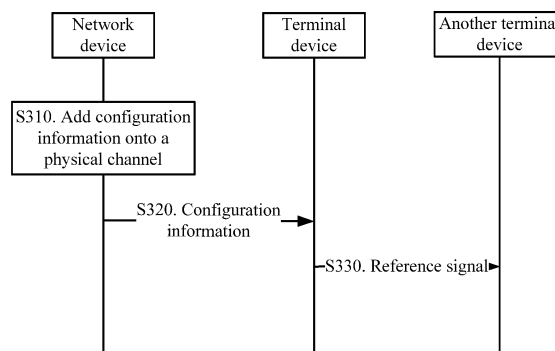 Network
device
Terminal
device
Another terminal
device
S310. Add configuration
information onto a
physical channel
S320. Configuration
information
S330. Reference signal